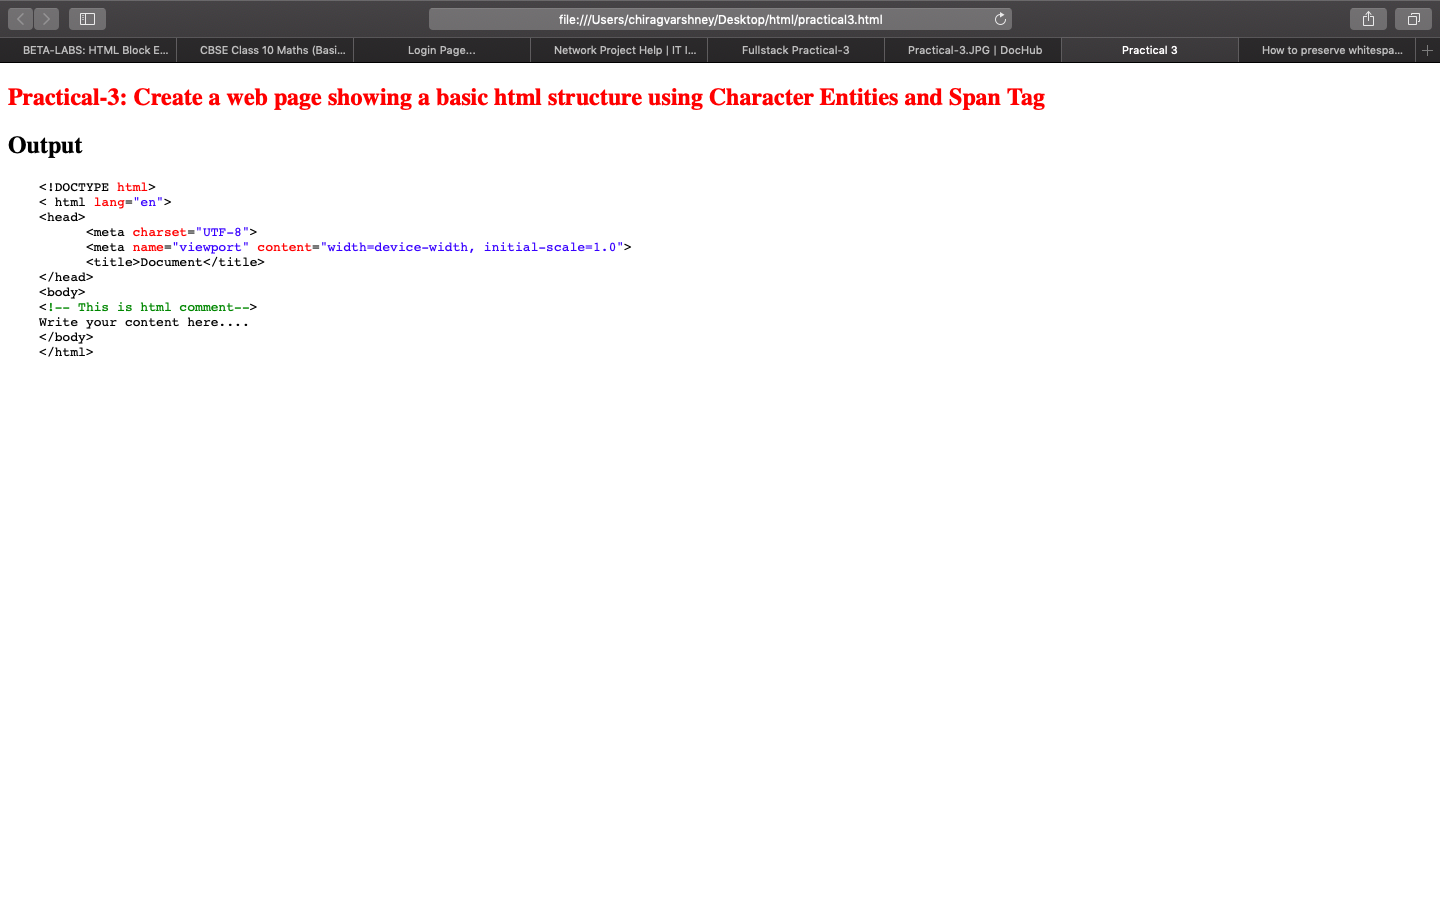 file:///Users/chiragvarshney/Desktop/html/practical3.html
BETA-LABS: HTML Block E... CBSE Class 10 Maths (Basi... Login Page... Network Project Help | IT I... Fullstack Practical-3 Practical-3.JPG | DocHub Practical 3 How to preserve whitespa...
Practical-3: Create a web page showing a basic html structure using Character Entities and Span Tag
Output
<!DOCTYPE html>
< html lang="en">
<head>
<meta charset="UTF-8">
<meta name="viewport" content="width=device-width, initial-scale=1.0">
<title>Document</title>
</head>
<body>
<!-- This is html comment-->
Write your content here....
</body>
</html>